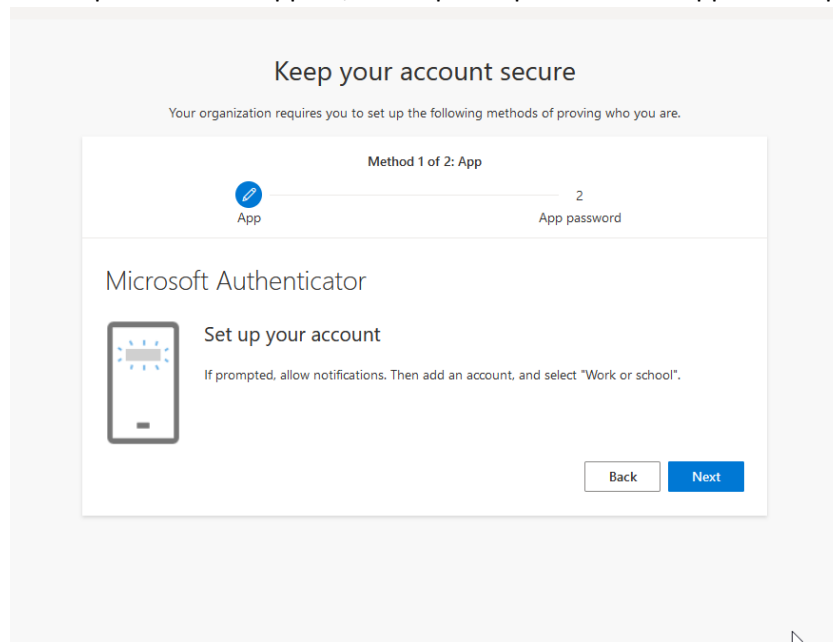 Keep your account secure
Your organization requires you to set up the following methods of proving who you are.
Method 1 of 2: App
2
App
App password
Microsoft Authenticator
Set up your account
If prompted, allow notifications. Then add an account, and select "Work or school".
Back
Next